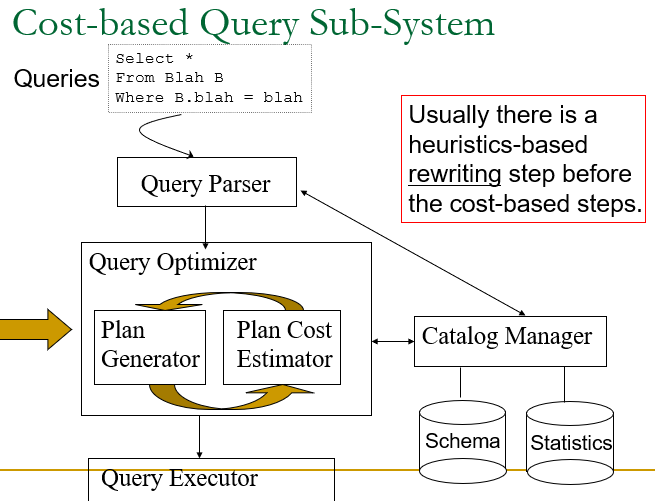 Cost-based Query Sub-System
Queries
Select *
From Blah B
Where B.blah = blah
Usually there is a
heuristics-based
rewriting step before
the cost-based steps.
Query Parser
Query Optimizer
Plan
Generator
Plan Cost
Estimator
Catalog Manager
Schema
Statistics
Query Executor